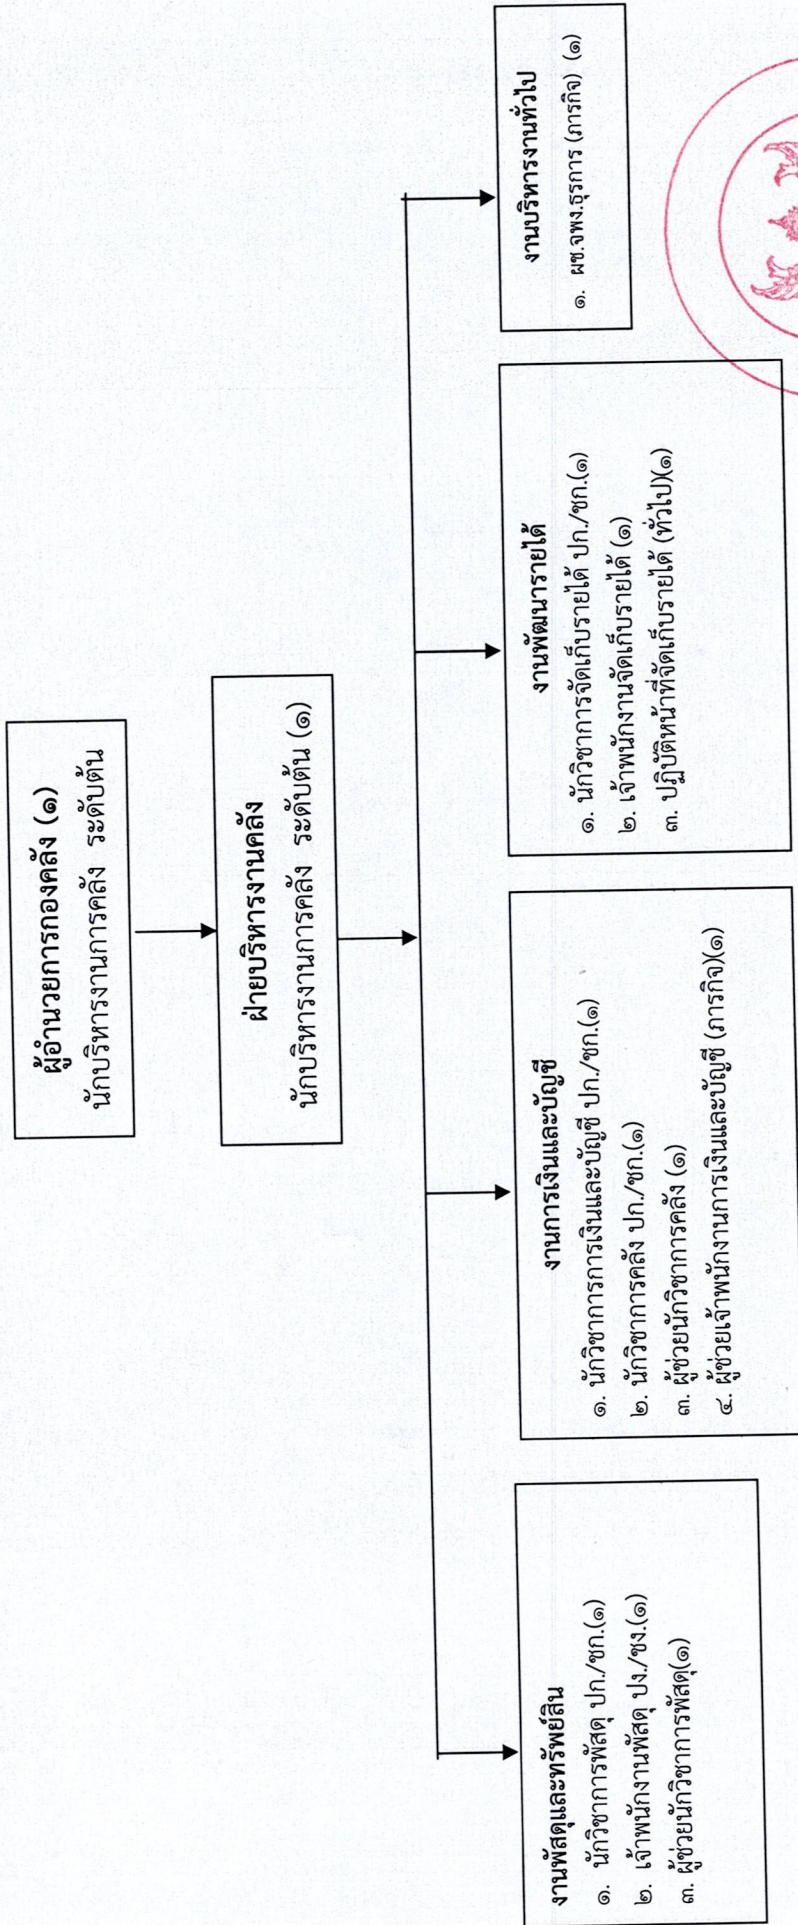 ผู้อำนวยการกองคลัง (๑)
นักบริหารงานการคลัง ระดับต้น
ฝ่ายบริหารงานคลัง
นักบริหารงานการคลัง ระดับต้น (๑)
งานพัสดุและทรัพย์สิน
๑. นักวิชาการพัสดุ ปก./ชก.(๑)
๒. เจ้าพนักงานพัสดุ ปง./ชง.(๑)
๓. ผู้ช่วยนักวิชาการพัสดุ(๑)
งานการเงินและบัญชี
๑. นักวิชาการการเงินและบัญชี ปก./ชก.(๑)
๒. นักวิชาการคลัง ปก./ชก.(๑)
๓. ผู้ช่วยนักวิชาการคลัง (๑)
๔. ผู้ช่วยเจ้าพนักงานการเงินและบัญชี (ภารกิจ)(๑)
งานพัฒนารายได้
๑. นักวิชาการจัดเก็บรายได้ ปก./ชก.(๑)
๒. เจ้าพนักงานจัดเก็บรายได้ (๑)
๓. ปฏิบัติหน้าที่จัดเก็บรายได้ (ทั่วไป)(๑)
งานบริหารงานทั่วไป
๑. ผช.จพง.ธุรการ (ภารกิจ) (๑)